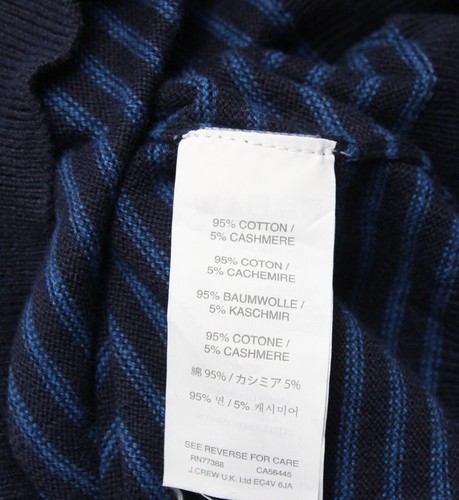 95% COTTON /
5% CASHMERE
95% COTON /
5% CACHEMIRE
95% BAUMWOLLE /
5% KASCHMIR
95% COTONE /
5% CASHMERE
綿 95% / カシミア 5%
95% 면 / 5% 캐시미어
SEE REVERSE FOR CARE
RN77388 CA56445
J.CREW U.K. Ltd EC4V 6JA